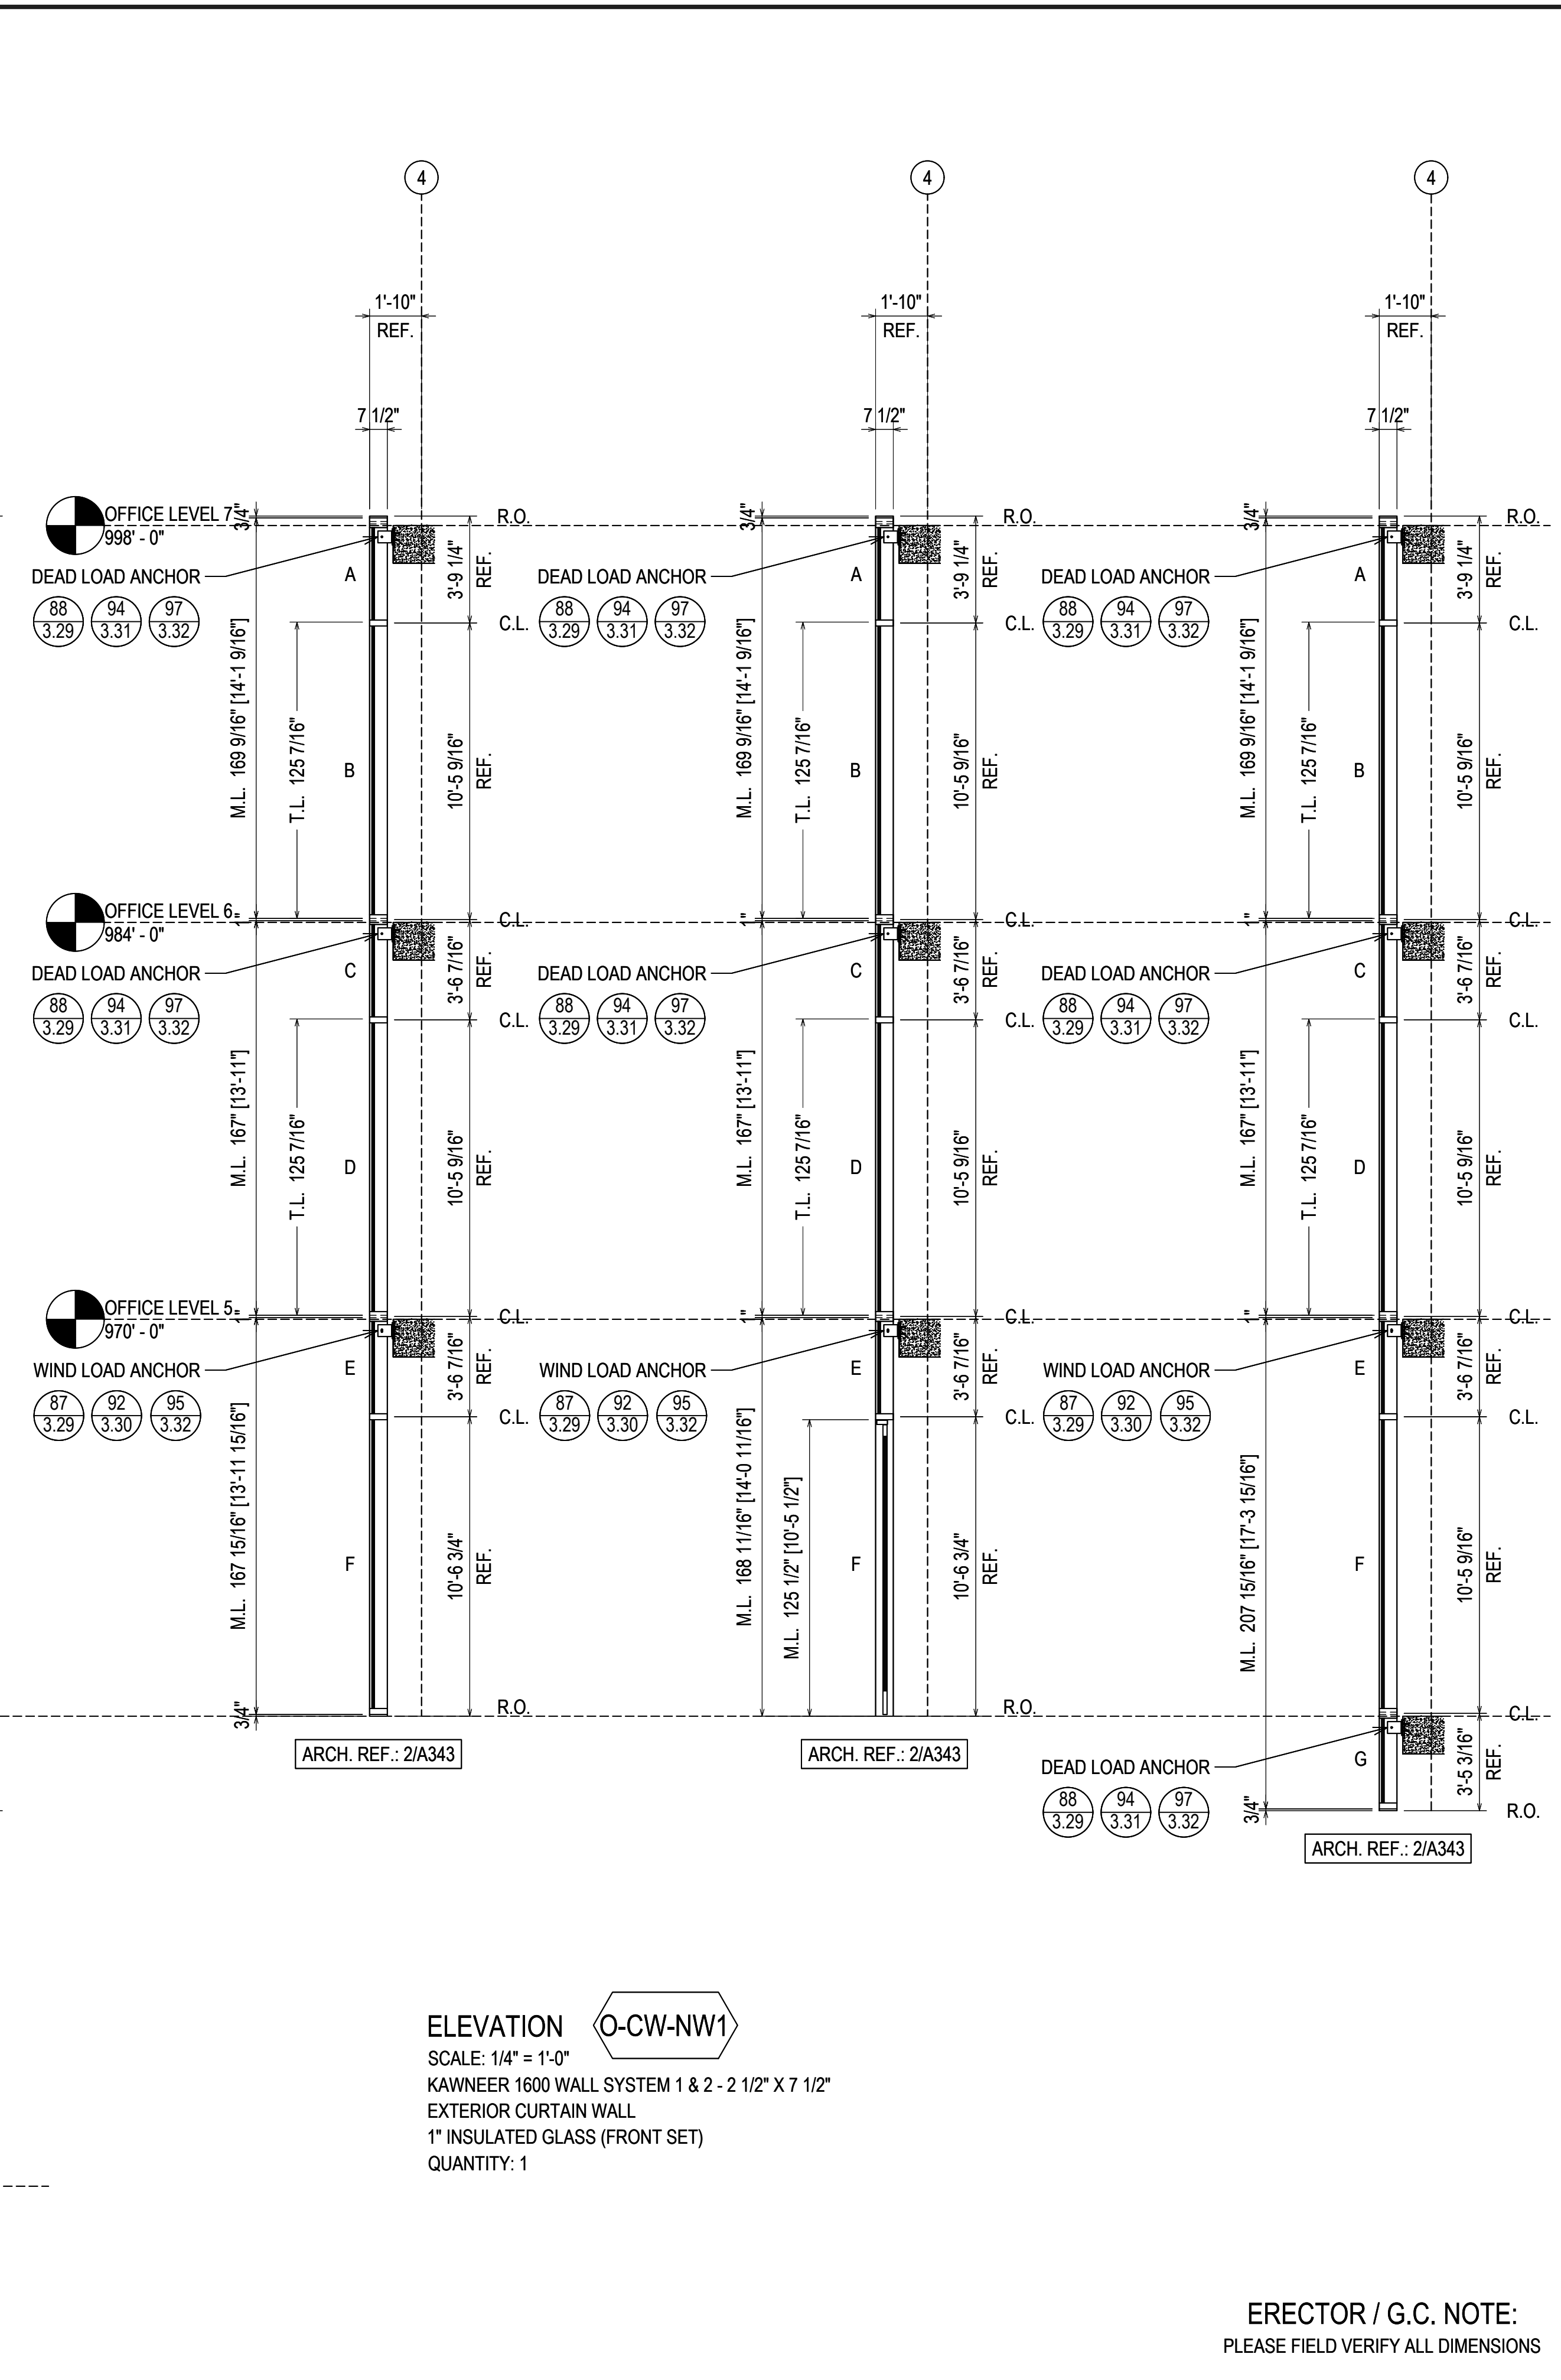 4
4
4
1'-10"
REF.
1'-10"
REF.
1'-10"
REF.
7 1/2"
7 1/2"
7 1/2"
OFFICE LEVEL 7
998' - 0"
3/4"
R.O.
DEAD LOAD ANCHOR
A
3'-9 1/4"
REF.
88
3.29
94
3.31
97
3.32
C.L.
M.L. 169 9/16" [14'-1 9/16"]
T.L. 125 7/16"
B
10'-5 9/16"
REF.
OFFICE LEVEL 6
984' - 0"
1"
C.L.
DEAD LOAD ANCHOR
C
3'-6 7/16"
REF.
88
3.29
94
3.31
97
3.32
C.L.
M.L. 167" [13'-11"]
T.L. 125 7/16"
D
10'-5 9/16"
REF.
OFFICE LEVEL 5
970' - 0"
1"
C.L.
WIND LOAD ANCHOR
E
3'-6 7/16"
REF.
87
3.29
92
3.30
95
3.32
C.L.
M.L. 167 15/16" [13'-11 15/16"]
F
10'-6 3/4"
REF.
3/4"
R.O.
ARCH. REF.: 2/A343
3/4"
R.O.
DEAD LOAD ANCHOR
A
3'-9 1/4"
REF.
88
3.29
94
3.31
97
3.32
C.L.
M.L. 169 9/16" [14'-1 9/16"]
T.L. 125 7/16"
B
10'-5 9/16"
REF.
1"
C.L.
DEAD LOAD ANCHOR
C
3'-6 7/16"
REF.
88
3.29
94
3.31
97
3.32
C.L.
M.L. 167" [13'-11"]
T.L. 125 7/16"
D
10'-5 9/16"
REF.
1"
C.L.
WIND LOAD ANCHOR
E
3'-6 7/16"
REF.
87
3.29
92
3.30
95
3.32
C.L.
M.L. 168 11/16" [14'-0 11/16"]
M.L. 125 1/2" [10'-5 1/2"]
F
10'-6 3/4"
REF.
R.O.
ARCH. REF.: 2/A343
3/4"
R.O.
DEAD LOAD ANCHOR
A
3'-9 1/4"
REF.
88
3.29
94
3.31
97
3.32
C.L.
M.L. 169 9/16" [14'-1 9/16"]
T.L. 125 7/16"
B
10'-5 9/16"
REF.
1"
C.L.
DEAD LOAD ANCHOR
C
3'-6 7/16"
REF.
88
3.29
94
3.31
97
3.32
C.L.
M.L. 167" [13'-11"]
T.L. 125 7/16"
D
10'-5 9/16"
REF.
1"
C.L.
WIND LOAD ANCHOR
E
3'-6 7/16"
REF.
87
3.29
92
3.30
95
3.32
C.L.
M.L. 207 15/16" [17'-3 15/16"]
F
10'-5 9/16"
REF.
C.L.
DEAD LOAD ANCHOR
G
3'-5 3/16"
REF.
88
3.29
94
3.31
97
3.32
3/4"
R.O.
ARCH. REF.: 2/A343
ELEVATION O-CW-NW1
SCALE: 1/4" = 1'-0"
KAWNEER 1600 WALL SYSTEM 1 & 2 - 2 1/2" X 7 1/2"
EXTERIOR CURTAIN WALL
1" INSULATED GLASS (FRONT SET)
QUANTITY: 1
ERECTOR / G.C. NOTE:
PLEASE FIELD VERIFY ALL DIMENSIONS